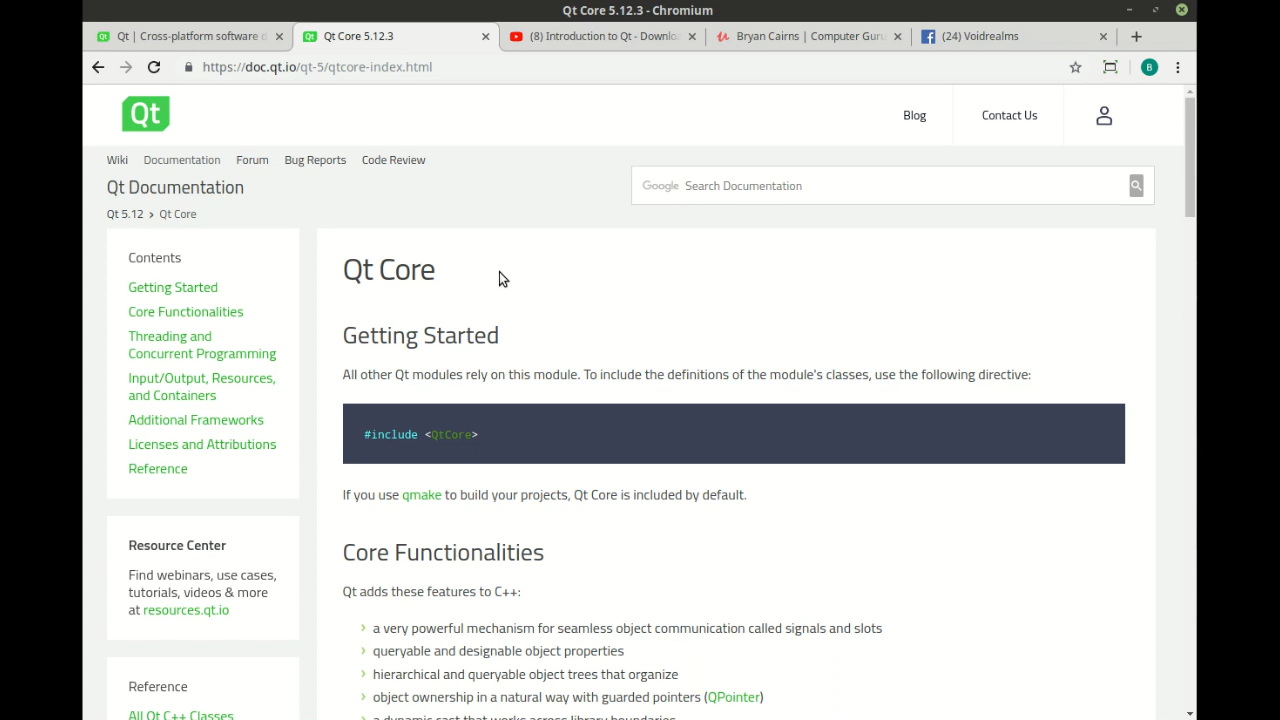 Qt Core 5.12.3 - Chromium
Qt | Cross-platform software d
Qt Core 5.12.3
(8) Introduction to Qt - Downlo
Bryan Cairns | Computer Guru
(24) Voidrealms
https://doc.qt.io/qt-5/qtcore-index.html
B
Qt
Blog
Contact Us
Wiki Documentation Forum Bug Reports Code Review
Qt Documentation
Google Search Documentation
Qt 5.12 › Qt Core
Contents
Getting Started
Core Functionalities
Threading and
Concurrent Programming
Input/Output, Resources,
and Containers
Additional Frameworks
Licenses and Attributions
Reference
Resource Center
Find webinars, use cases,
tutorials, videos & more
at resources.qt.io
Reference
All Qt C++ Classes
Qt Core
Getting Started
All other Qt modules rely on this module. To include the definitions of the module's classes, use the following directive:
#include <QtCore>
If you use qmake to build your projects, Qt Core is included by default.
Core Functionalities
Qt adds these features to C++:
› a very powerful mechanism for seamless object communication called signals and slots
› queryable and designable object properties
› hierarchical and queryable object trees that organize
› object ownership in a natural way with guarded pointers (QPointer)
› a dynamic cast that works across library boundaries